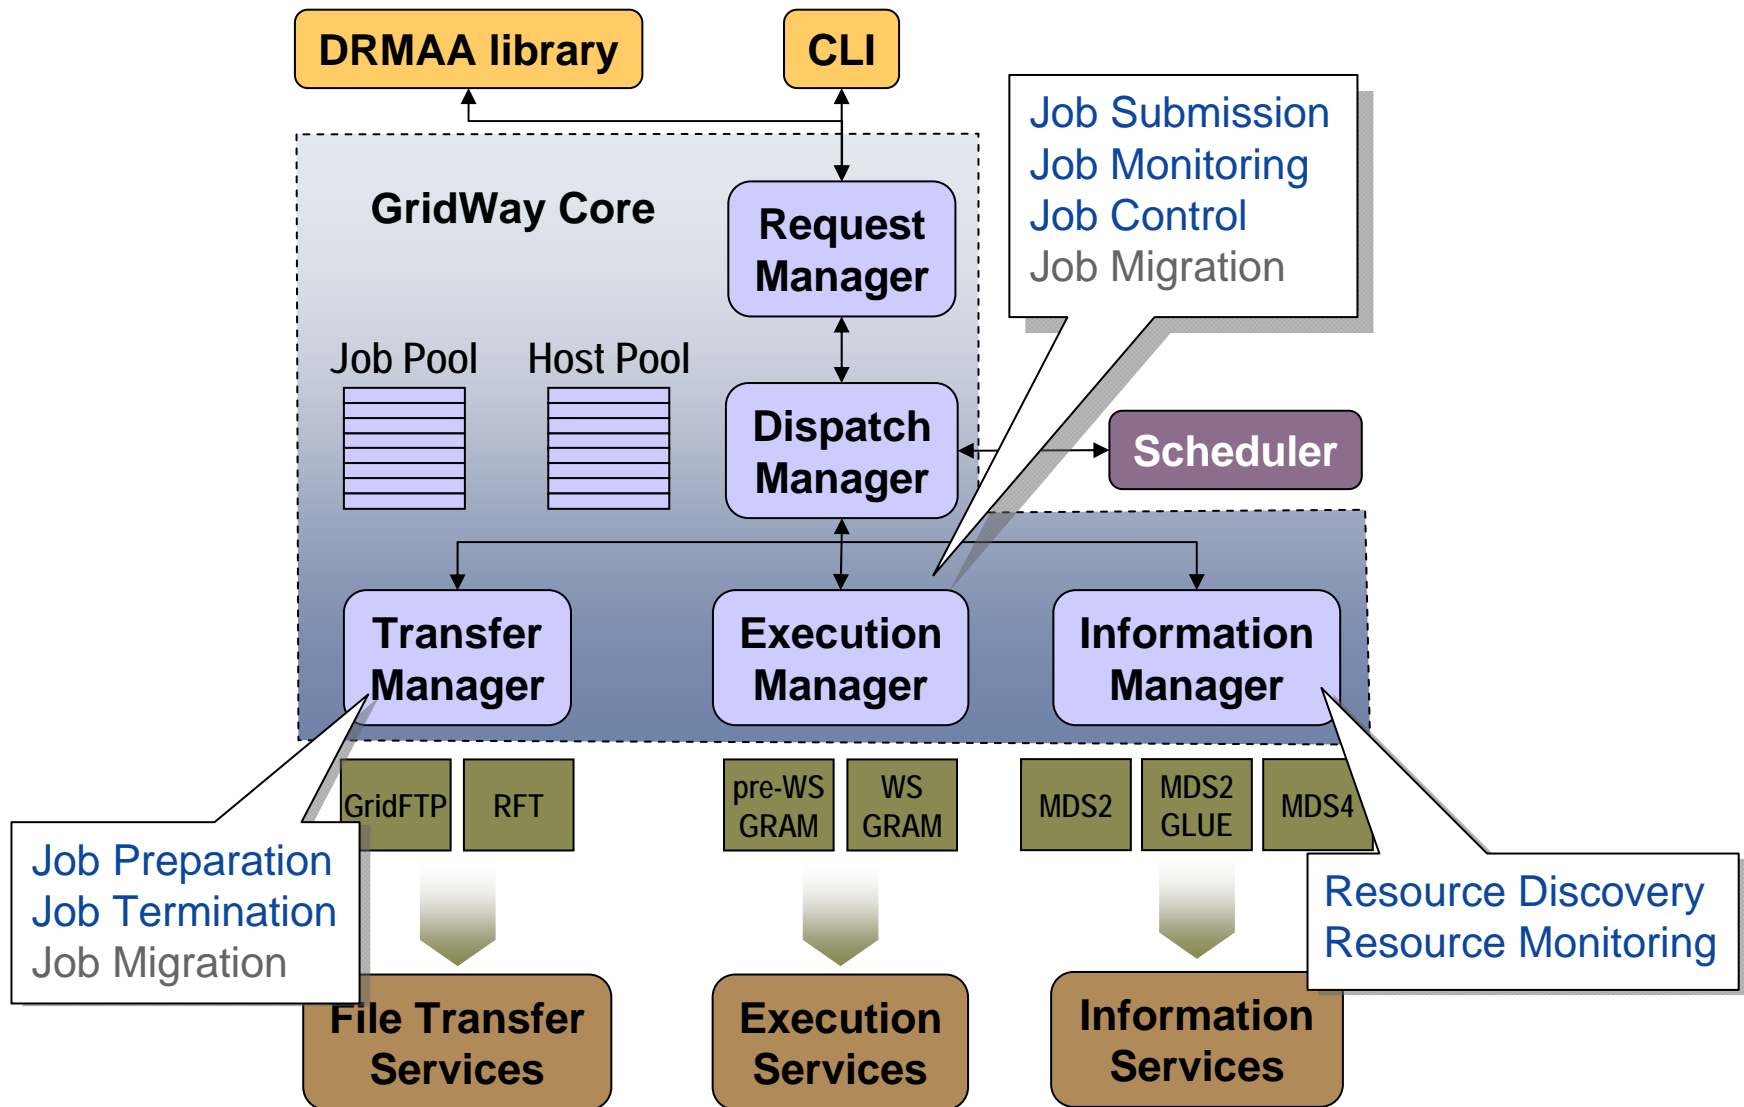 DRMAA library
CLI
Job Submission
Job Monitoring
Job Control
Job Migration
GridWay Core
Request
Manager
Job Pool
Host Pool
Dispatch
Manager
Scheduler
Transfer
Manager
Execution
Manager
Information
Manager
GridFTP
RFT
pre-WS
GRAM
WS
GRAM
MDS2
MDS2
GLUE
MDS4
Job Preparation
Job Termination
Job Migration
Resource Discovery
Resource Monitoring
File Transfer
Services
Execution
Services
Information
Services